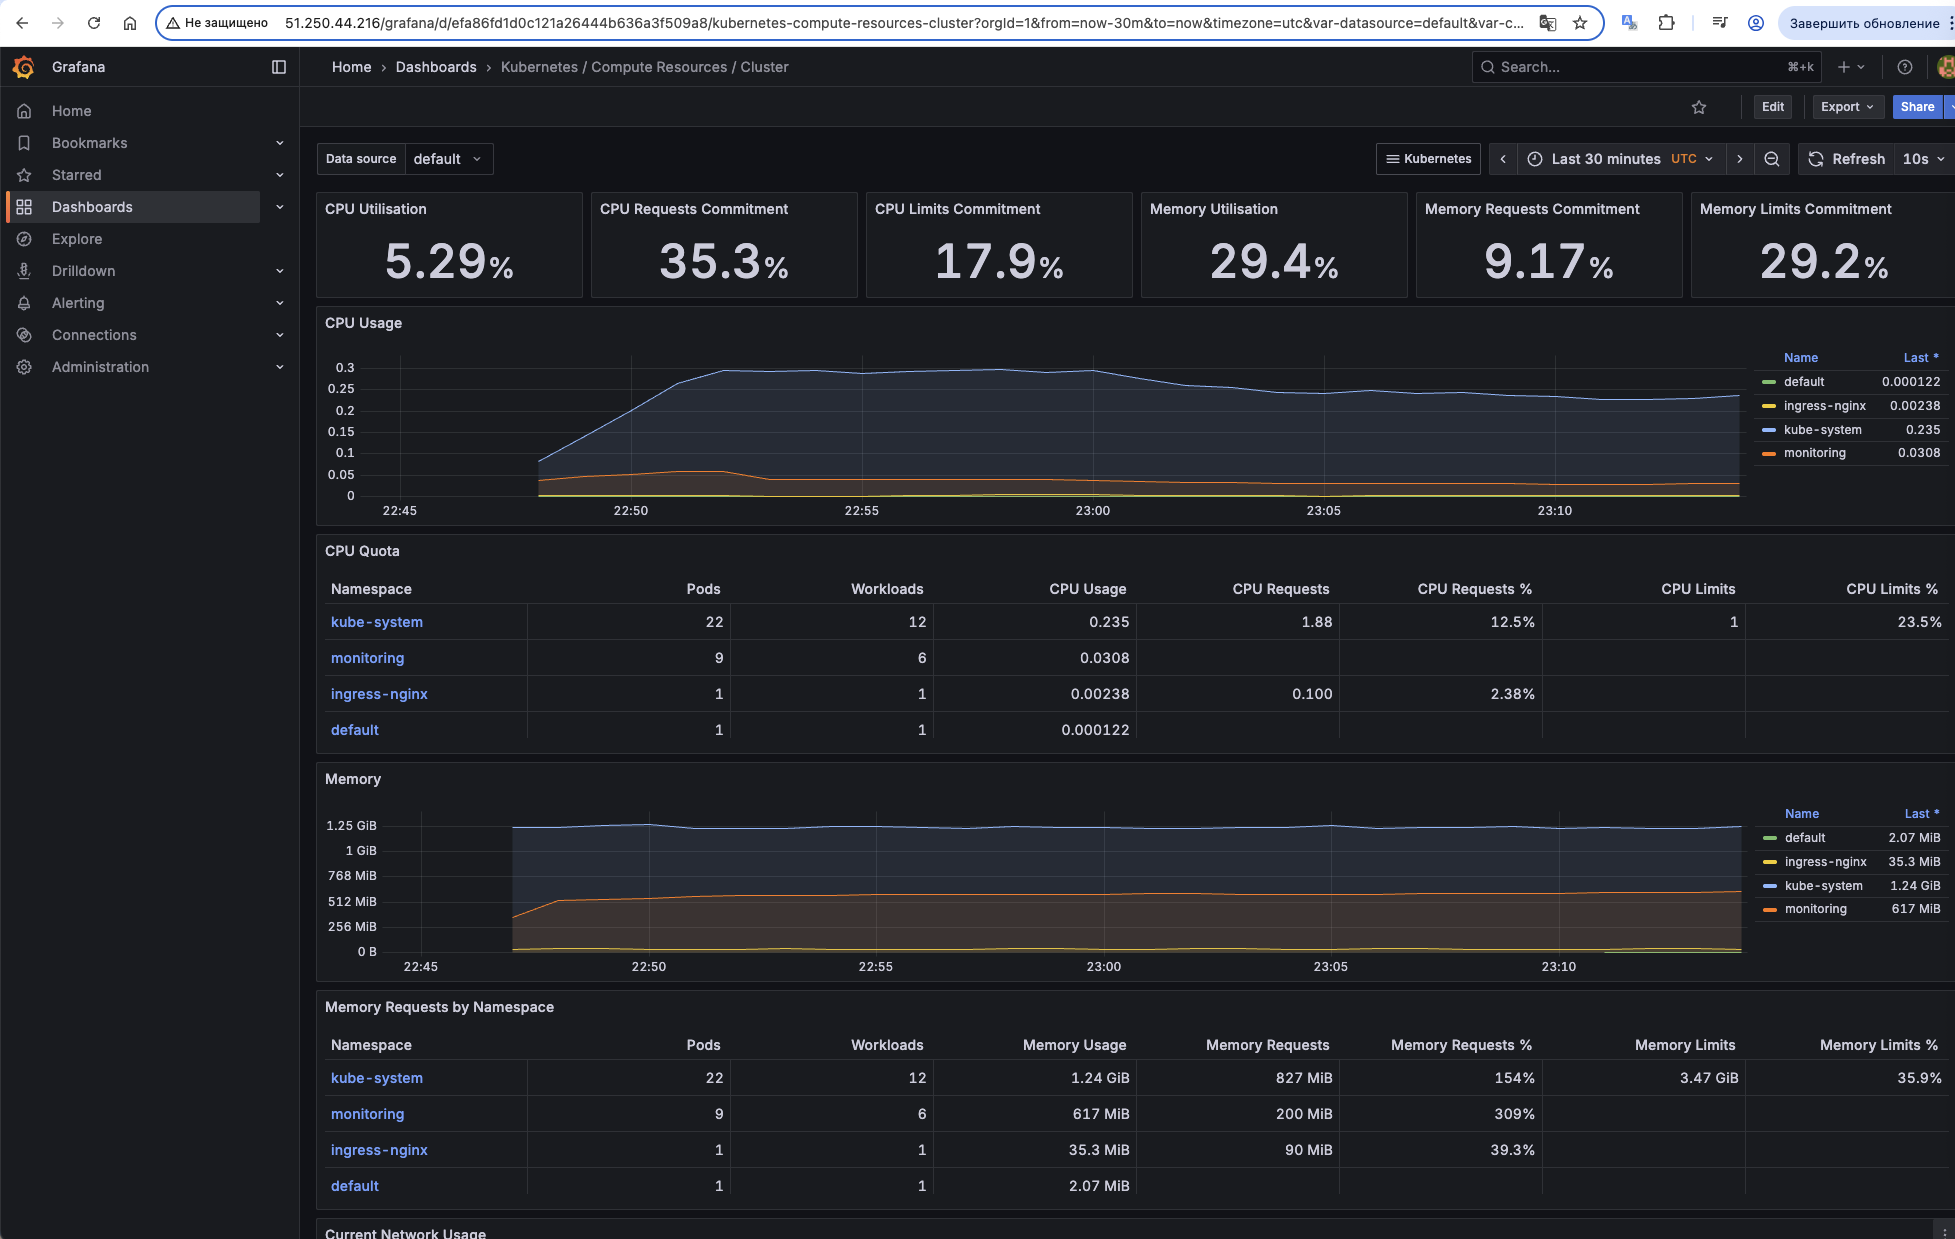 Не защищено 51.250.44.216/grafana/d/efa86fd1d0c121a26444b636a3f509a8/kubernetes-compute-resources-cluster?orgId=1&from=now-30m&to=now&timezone=utc&var-datasource=default&var-c... Завершить обновление
Grafana Home › Dashboards › Kubernetes / Compute Resources / Cluster Search... ⌘+k
Edit Export Share
Home
Bookmarks
Starred
Dashboards
Explore
Drilldown
Alerting
Connections
Administration
Data source default Kubernetes Last 30 minutes UTC Refresh 10s
CPU Utilisation CPU Requests Commitment CPU Limits Commitment Memory Utilisation Memory Requests Commitment Memory Limits Commitment
5.29% 35.3% 17.9% 29.4% 9.17% 29.2%
CPU Usage
0.3
0.25
0.2
0.15
0.1
0.05
0
22:45 22:50 22:55 23:00 23:05 23:10
Name Last *
default 0.000122
ingress-nginx 0.00238
kube-system 0.235
monitoring 0.0308
CPU Quota
Namespace Pods Workloads CPU Usage CPU Requests CPU Requests % CPU Limits CPU Limits %
kube-system 22 12 0.235 1.88 12.5% 1 23.5%
monitoring 9 6 0.0308
ingress-nginx 1 1 0.00238 0.100 2.38%
default 1 1 0.000122
Memory
1.25 GiB
1 GiB
768 MiB
512 MiB
256 MiB
0 B
22:45 22:50 22:55 23:00 23:05 23:10
Name Last *
default 2.07 MiB
ingress-nginx 35.3 MiB
kube-system 1.24 GiB
monitoring 617 MiB
Memory Requests by Namespace
Namespace Pods Workloads Memory Usage Memory Requests Memory Requests % Memory Limits Memory Limits %
kube-system 22 12 1.24 GiB 827 MiB 154% 3.47 GiB 35.9%
monitoring 9 6 617 MiB 200 MiB 309%
ingress-nginx 1 1 35.3 MiB 90 MiB 39.3%
default 1 1 2.07 MiB
Current Network Usage